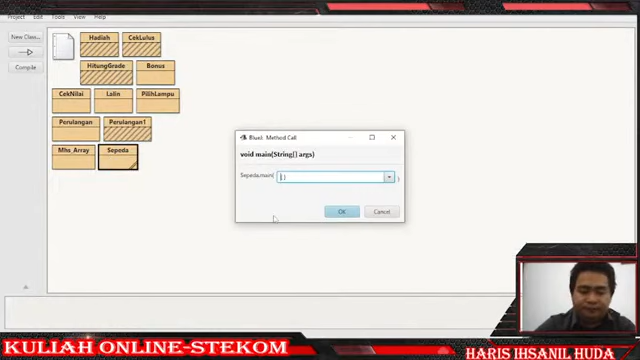 Project Edit Tools View Help
New Class...
Compile
Hadiah CekLulus
HitungGrade Bonus
CekNilai Lalin PilihLampu
Perulangan Perulangan1
Mhs_Array Sepeda
BlueJ: Method Call
void main(String[] args)
Sepeda.main( { } )
OK Cancel
KULIAH ONLINE-STEKOM
HARIS IHSANIL HUDA